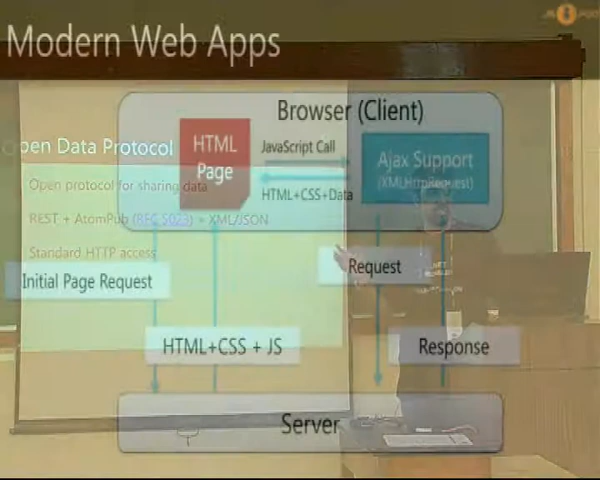 Modern Web Apps
Browser (Client)
HTML
Page
JavaScript Call
HTML+CSS+Data
Ajax Support
(XMLHttpRequest)
Open Data Protocol
Open protocol for sharing data
REST + AtomPub (RFC 5023) + XML/JSON
Standard HTTP access
Initial Page Request
Request
HTML+CSS + JS
Response
Server